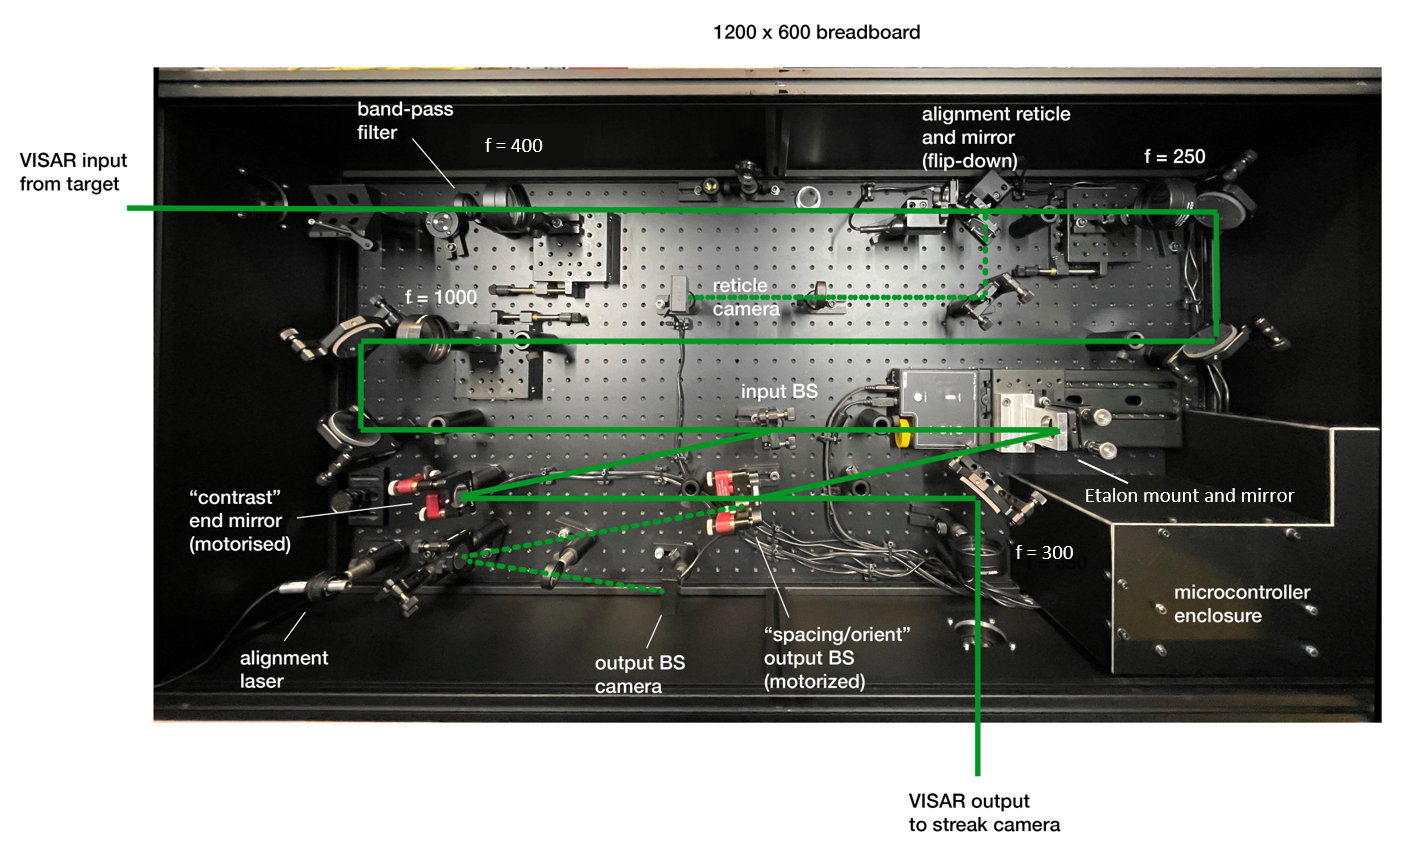 1200 x 600 breadboard
band-pass
filter
f = 400
alignment reticle
and mirror
(flip-down)
f = 250
VISAR input
from target
reticle
camera
f = 1000
input BS
"contrast"
end mirror
(motorised)
Etalon mount and mirror
f = 300
f = 350
microcontroller
enclosure
alignment
laser
output BS
camera
"spacing/orient"
output BS
(motorized)
VISAR output
to streak camera